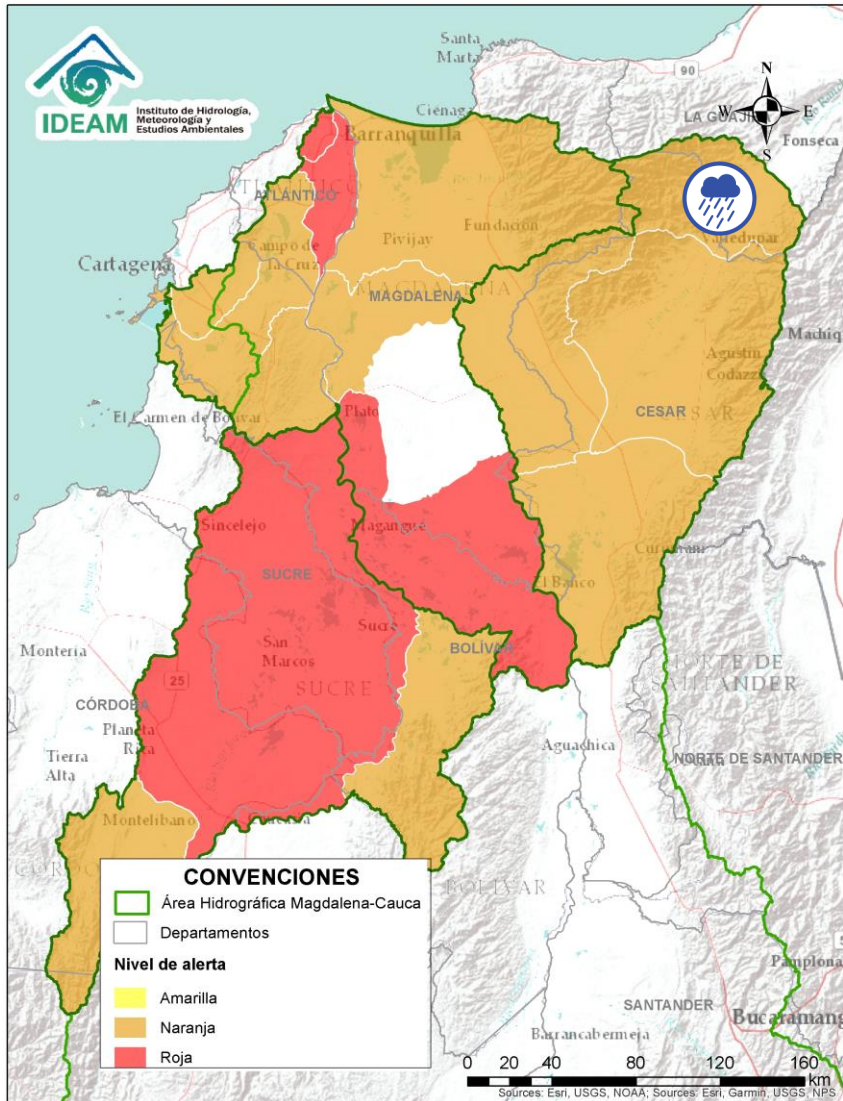 IDEAM
Instituto de Hidrología,
Meteorología y
Estudios Ambientales
Santa
Marta
90
N
W
E
S
Ciénaga
Barranquilla
Fonseca
ATLÁNTICO
Fundación
Valledupar
Pivijay
Campo de
la Cruz
Cartagena
MAGDALENA
Machiq
Agustín
Codazzi
CESAR
El Carmen de Bolívar
Plato
Sincelejo
Magangué
SUCRE
El Banco
Sucre
Montería
San
Marcos
BOLÍVAR
NORTE DE
SANTANDER
25
SUCRE
CÓRDOBA
Planeta
Rica
Aguachica
Tierra
Alta
NORTE DE SANTANDER
Montelíbano
BOLÍVAR
CONVENCIONES
Área Hidrográfica Magdalena-Cauca
Departamentos
Nivel de alerta
Amarilla
Naranja
Roja
Pamplona
SANTANDER
Bucaramang
Barrancabermeja
0 20 40 80 120 160
km
Sources: Esri, USGS, NOAA; Sources: Esri, Garmin, USGS, NPS